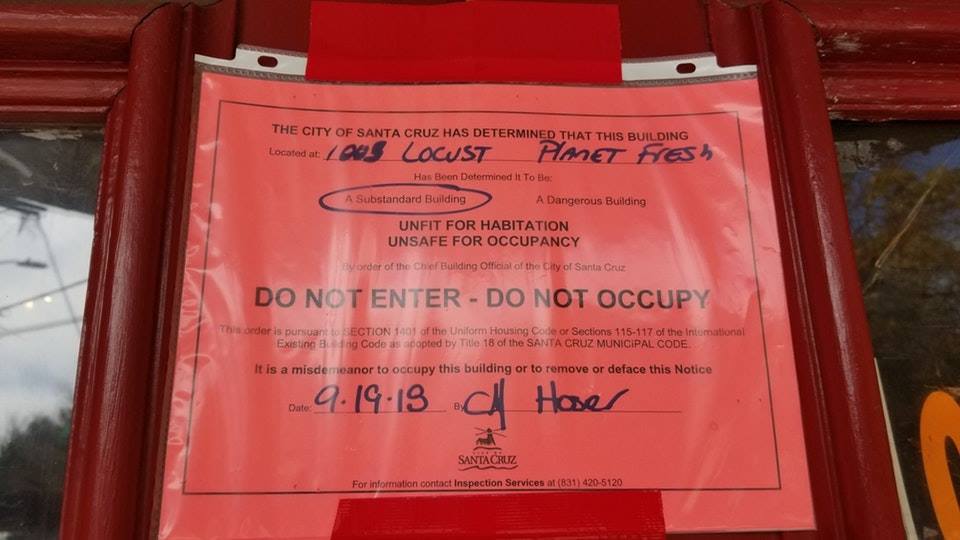 THE CITY OF SANTA CRUZ HAS DETERMINED THAT THIS BUILDING
Located at: LOCUST PLANET FRESH
Has Been Determined It To Be:
A Substandard Building A Dangerous Building
UNFIT FOR HABITATION
UNSAFE FOR OCCUPANCY
By order of the Chief Building Official of the City of Santa Cruz
DO NOT ENTER - DO NOT OCCUPY
This order is pursuant to SECTION 1401 of the Uniform Housing Code or Sections 115-117 of the International
Existing Building Code as adopted by Title 18 of the SANTA CRUZ MUNICIPAL CODE.
It is a misdemeanor to occupy this building or to remove or deface this Notice
Date: 9.19.13 By
CITY OF
SANTA CRUZ
For information contact Inspection Services at (831) 420-5120